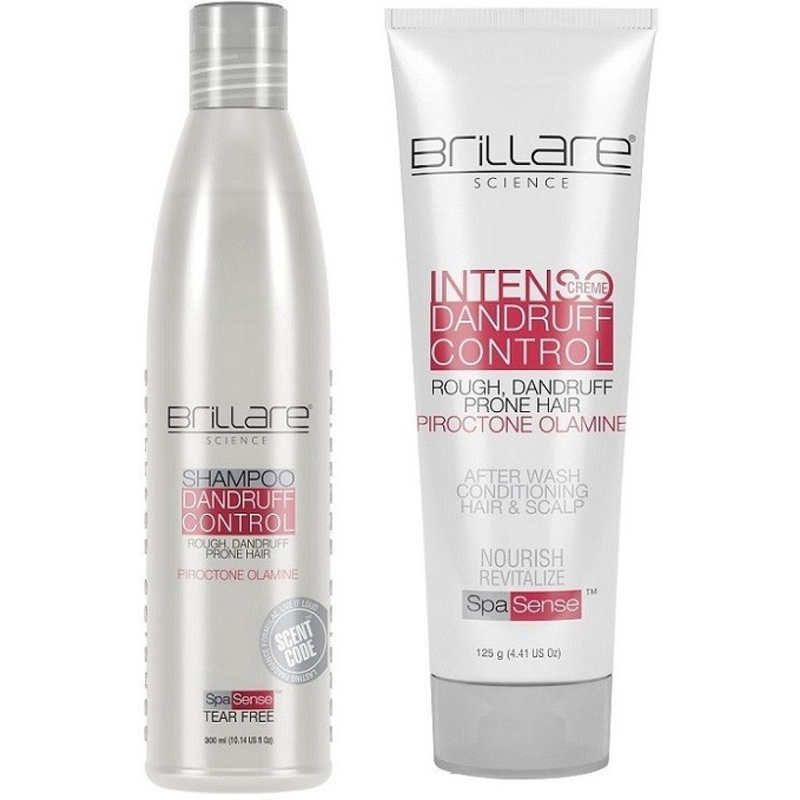 Brillare®
SCIENCE
SHAMPOO
DANDRUFF
CONTROL
ROUGH, DANDRUFF
PRONE HAIR
PIROCTONE OLAMINE
SCENT
CODE
SpaSense™
TEAR FREE
300 ml (10.14 US fl Oz)
Brillare®
SCIENCE
INTENSO
CRÈME
DANDRUFF
CONTROL
ROUGH, DANDRUFF
PRONE HAIR
PIROCTONE OLAMINE
AFTER WASH
CONDITIONING
HAIR & SCALP
NOURISH
REVITALIZE
SpaSense™
125 g (4.41 US Oz)